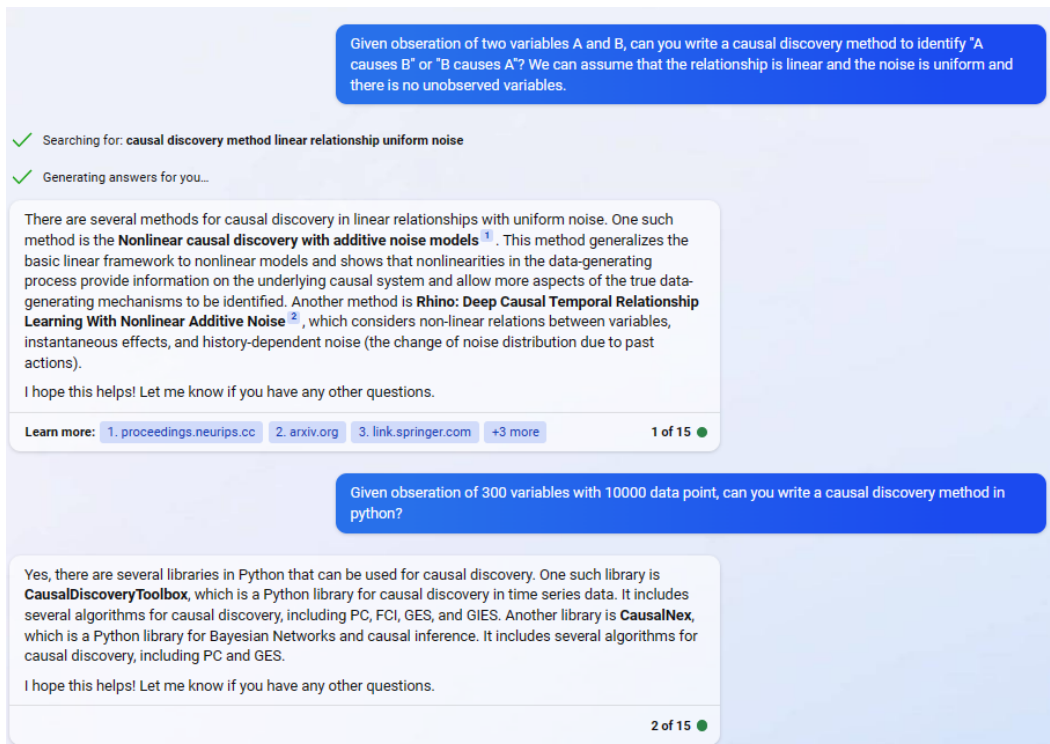 Given obseration of two variables A and B, can you write a causal discovery method to identify "A
causes B" or "B causes A"? We can assume that the relationship is linear and the noise is uniform and
there is no unobserved variables.
Searching for: causal discovery method linear relationship uniform noise
Generating answers for you...
There are several methods for causal discovery in linear relationships with uniform noise. One such
method is the Nonlinear causal discovery with additive noise models 1 . This method generalizes the
basic linear framework to nonlinear models and shows that nonlinearities in the data-generating
process provide information on the underlying causal system and allow more aspects of the true data-
generating mechanisms to be identified. Another method is Rhino: Deep Causal Temporal Relationship
Learning With Nonlinear Additive Noise 2 , which considers non-linear relations between variables,
instantaneous effects, and history-dependent noise (the change of noise distribution due to past
actions).
I hope this helps! Let me know if you have any other questions.
Learn more: 1. proceedings.neurips.cc 2. arxiv.org 3. link.springer.com +3 more 1 of 15
Given obseration of 300 variables with 10000 data point, can you write a causal discovery method in
python?
Yes, there are several libraries in Python that can be used for causal discovery. One such library is
CausalDiscoveryToolbox, which is a Python library for causal discovery in time series data. It includes
several algorithms for causal discovery, including PC, FCI, GES, and GIES. Another library is CausalNex,
which is a Python library for Bayesian Networks and causal inference. It includes several algorithms for
causal discovery, including PC and GES.
I hope this helps! Let me know if you have any other questions.
2 of 15